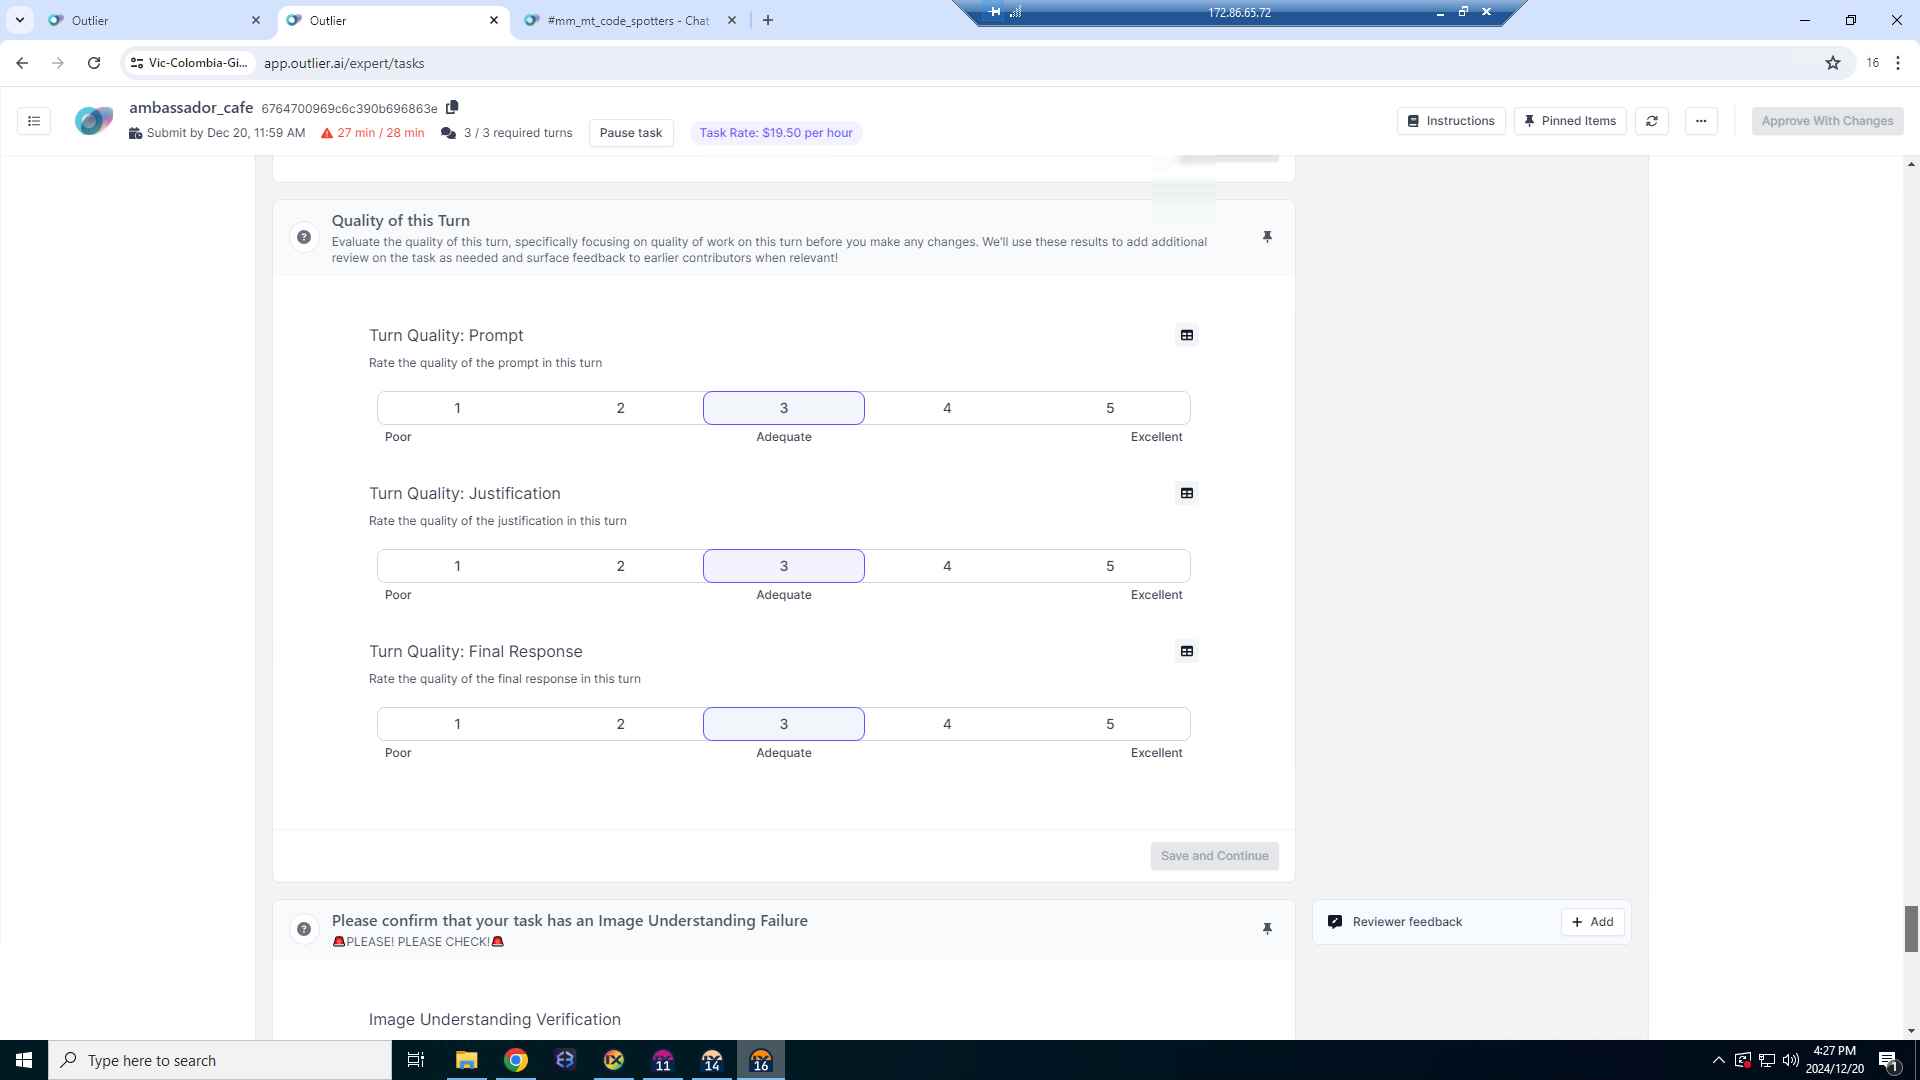 Outlier
Outlier
#mm_mt_code_spotters - Chat
172.86.65.72
Vic-Colombia-Gi...
app.outlier.ai/expert/tasks
16
ambassador_cafe 6764700969c6c390b696863e
Submit by Dec 20, 11:59 AM
27 min / 28 min
3 / 3 required turns
Pause task
Task Rate: $19.50 per hour
Instructions
Pinned Items
Approve With Changes
Quality of this Turn
Evaluate the quality of this turn, specifically focusing on quality of work on this turn before you make any changes. We'll use these results to add additional
review on the task as needed and surface feedback to earlier contributors when relevant!
Turn Quality: Prompt
Rate the quality of the prompt in this turn
1 2 3 4 5
Poor Adequate Excellent
Turn Quality: Justification
Rate the quality of the justification in this turn
1 2 3 4 5
Poor Adequate Excellent
Turn Quality: Final Response
Rate the quality of the final response in this turn
1 2 3 4 5
Poor Adequate Excellent
Save and Continue
Please confirm that your task has an Image Understanding Failure
🚨PLEASE! PLEASE CHECK!🚨
Reviewer feedback
+ Add
Image Understanding Verification
Type here to search
11
14
16
4:27 PM
2024/12/20
1